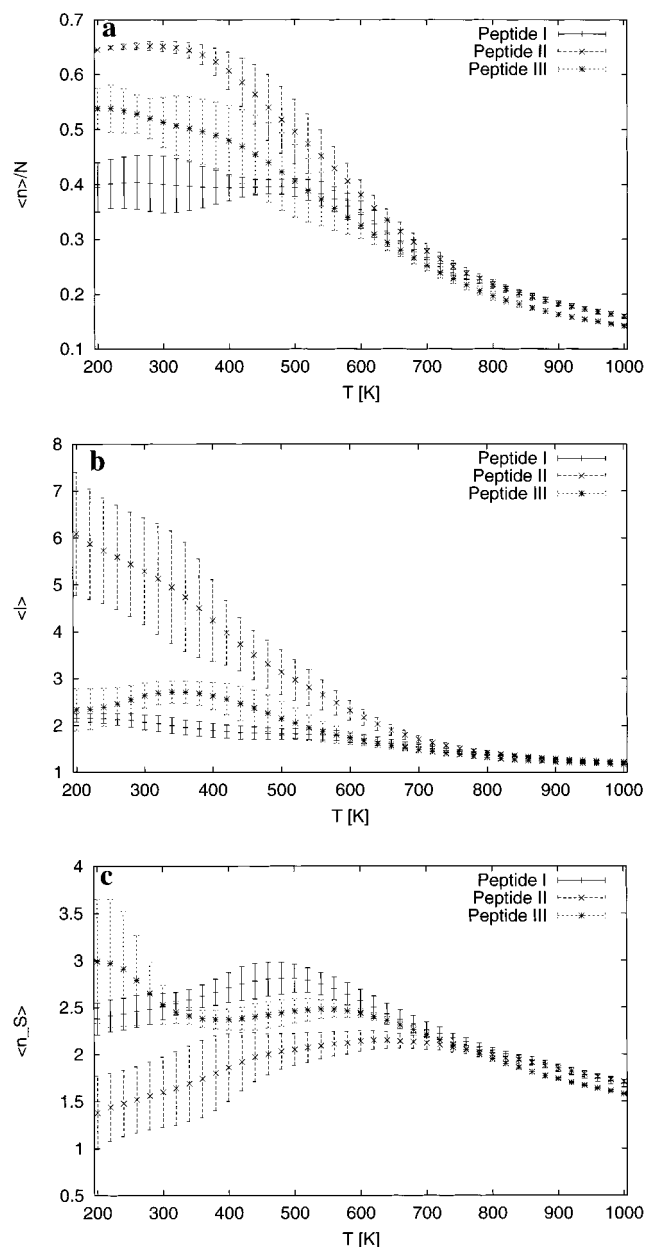 a
Peptide I
Peptide II
Peptide III
0.7
0.6
0.5
0.4
0.3
0.2
0.1
<n>/N
200 300 400 500 600 700 800 900 1000
T [K]
b
Peptide I
Peptide II
Peptide III
8
7
6
5
4
3
2
1
<l>
200 300 400 500 600 700 800 900 1000
T [K]
c
Peptide I
Peptide II
Peptide III
4
3.5
3
2.5
2
1.5
1
0.5
<n_S>
200 300 400 500 600 700 800 900 1000
T [K]